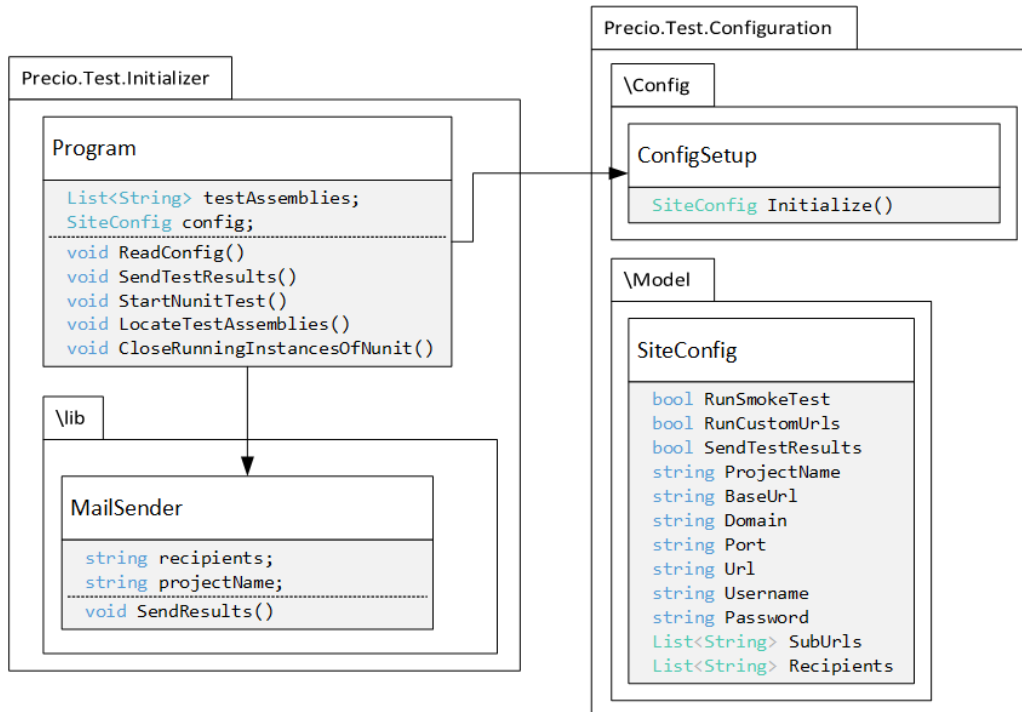 Precio.Test.Initializer
Program
List<String> testAssemblies;
SiteConfig config;
void ReadConfig()
void SendTestResults()
void StartNunitTest()
void LocateTestAssemblies()
void CloseRunningInstancesOfNunit()
\lib
MailSender
string recipients;
string projectName;
void SendResults()
Precio.Test.Configuration
\Config
ConfigSetup
SiteConfig Initialize()
\Model
SiteConfig
bool RunSmokeTest
bool RunCustomUrls
bool SendTestResults
string ProjectName
string BaseUrl
string Domain
string Port
string Url
string Username
string Password
List<String> SubUrls
List<String> Recipients